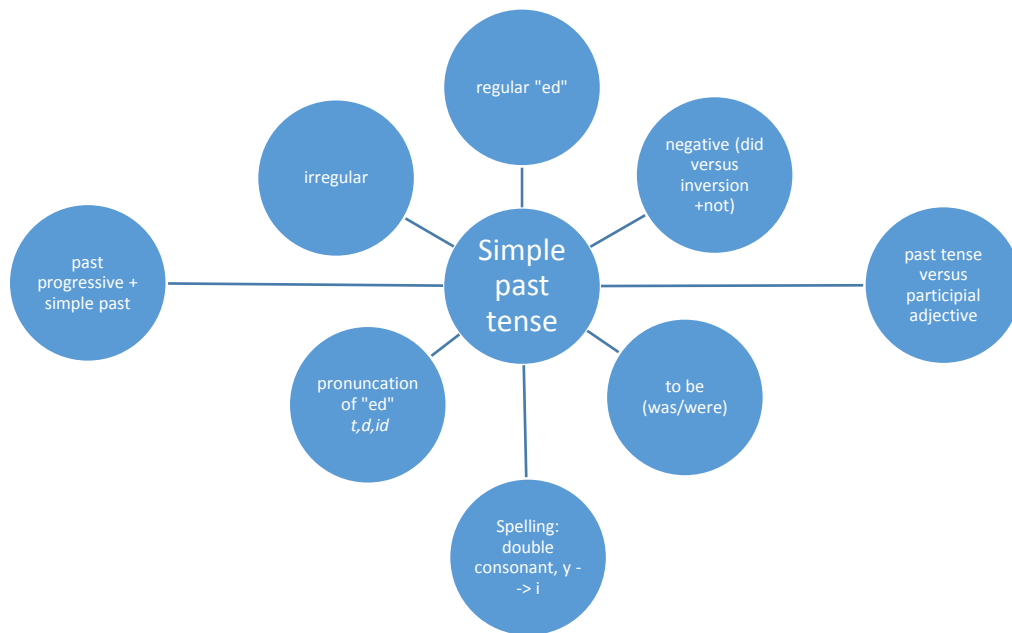 regular "ed"
irregular
negative (did
versus
inversion
+not)
past
progressive +
simple past
Simple
past
tense
past tense
versus
participial
adjective
pronuncation
of "ed"
t,d,id
to be
(was/were)
Spelling:
double
consonant, y -
-> i